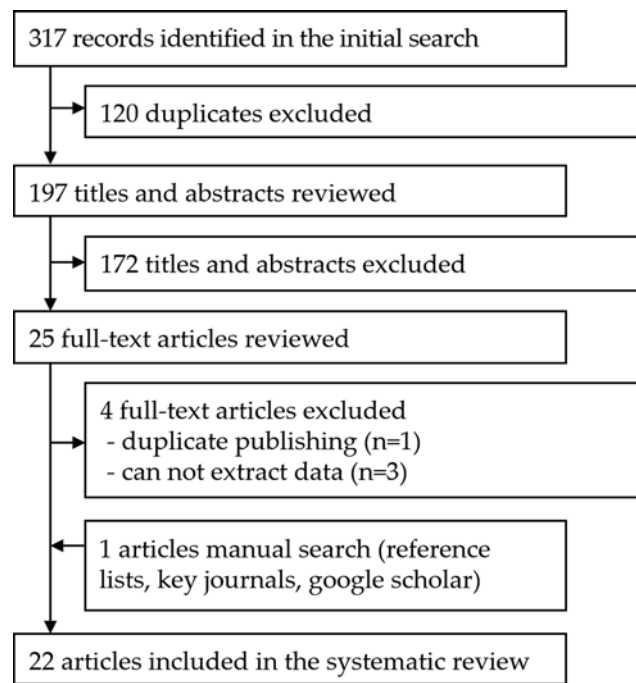 317 records identified in the initial search
120 duplicates excluded
197 titles and abstracts reviewed
172 titles and abstracts excluded
25 full-text articles reviewed
4 full-text articles excluded
- duplicate publishing (n=1)
- can not extract data (n=3)
1 articles manual search (reference
lists, key journals, google scholar)
22 articles included in the systematic review